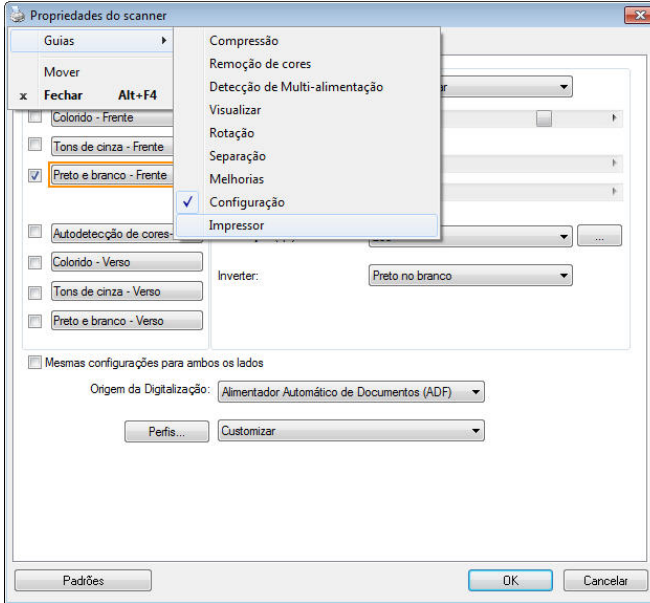 Propriedades do scanner
Guias
Mover
x Fechar Alt+F4
Compressão
Remoção de cores
Detecção de Multi-alimentação
Visualizar
Rotação
Separação
Melhorias
Configuração
Impressor
Colorido - Frente
Tons de cinza - Frente
Preto e branco - Frente
Autodetecção de cores-
...
Colorido - Verso
Inverter: Preto no branco
Tons de cinza - Verso
Preto e branco - Verso
Mesmas configurações para ambos os lados
Origem da Digitalização: Alimentador Automático de Documentos (ADF)
Perfis... Customizar
Padrões OK Cancelar